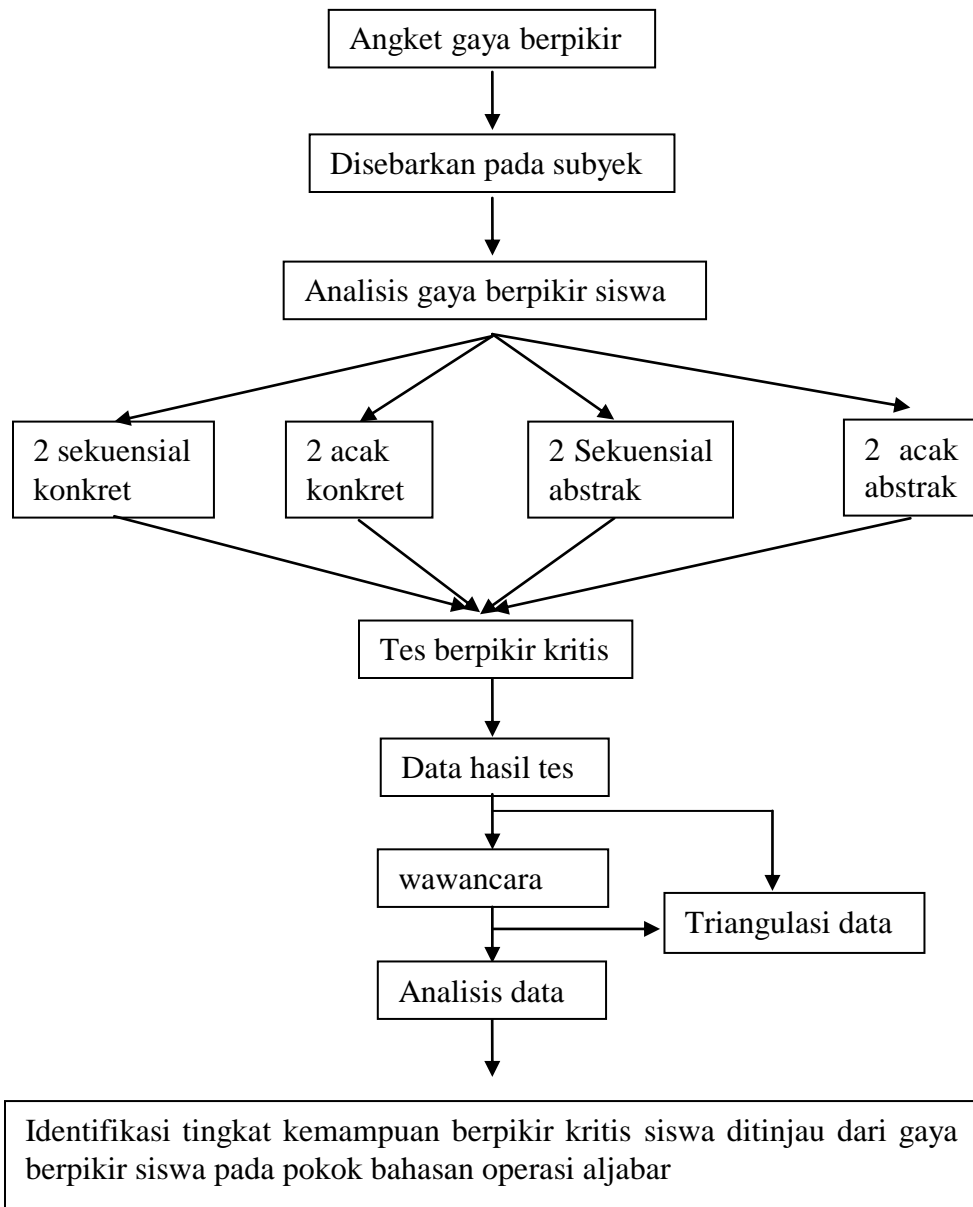 Angket gaya berpikir
Disebarkan pada subyek
Analisis gaya berpikir siswa
2 sekuensial
konkret
2 acak
konkret
2 Sekuensial
abstrak
2 acak
abstrak
Tes berpikir kritis
Data hasil tes
wawancara
Triangulasi data
Analisis data
Identifikasi tingkat kemampuan berpikir kritis siswa ditinjau dari gaya
berpikir siswa pada pokok bahasan operasi aljabar